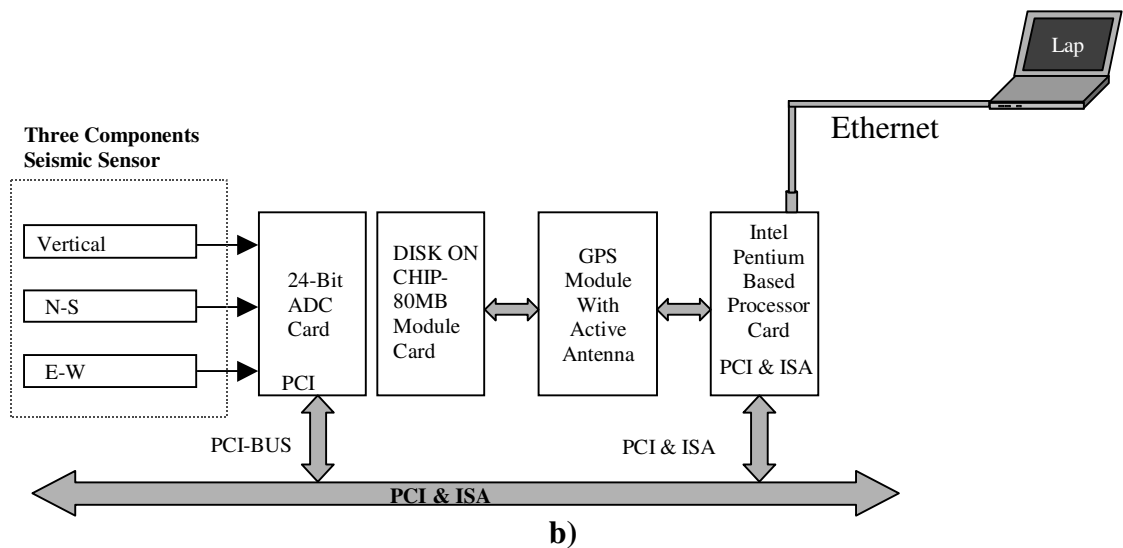 Lap
Ethernet
Three Components
Seismic Sensor
Vertical
N-S
E-W
24-Bit
ADC
Card
PCI
DISK ON
CHIP-
80MB
Module
Card
GPS
Module
With
Active
Antenna
Intel
Pentium
Based
Processor
Card
PCI & ISA
PCI-BUS
PCI & ISA
PCI & ISA
b)